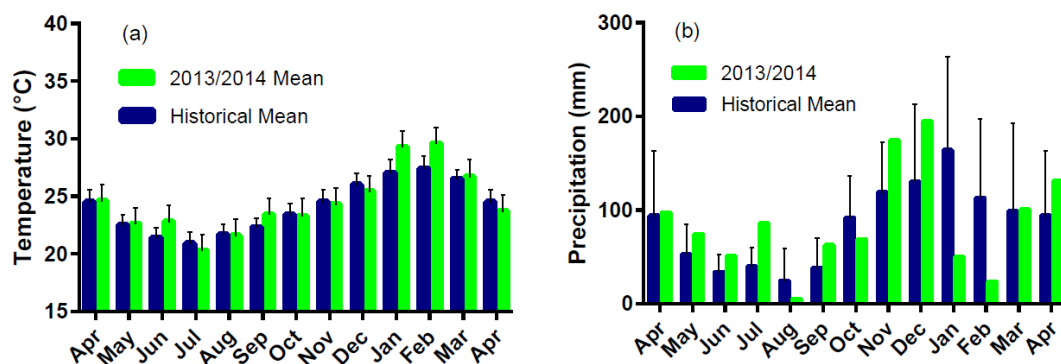 (a)
2013/2014 Mean
Historical Mean
Temperature (°C)
40
35
30
25
20
15
Apr May Jun Jul Aug Sep Oct Nov Dec Jan Feb Mar Apr
(b)
2013/2014
Historical Mean
Precipitation (mm)
300
200
100
0
Apr May Jun Jul Aug Sep Oct Nov Dec Jan Feb Mar Apr